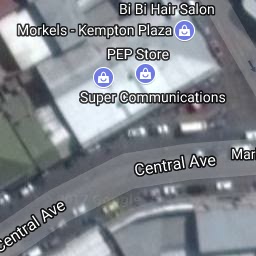 Bi Bi Hair Salon
Morkels - Kempton Plaza
PEP Store
Super Communications
Central Ave
Central Ave